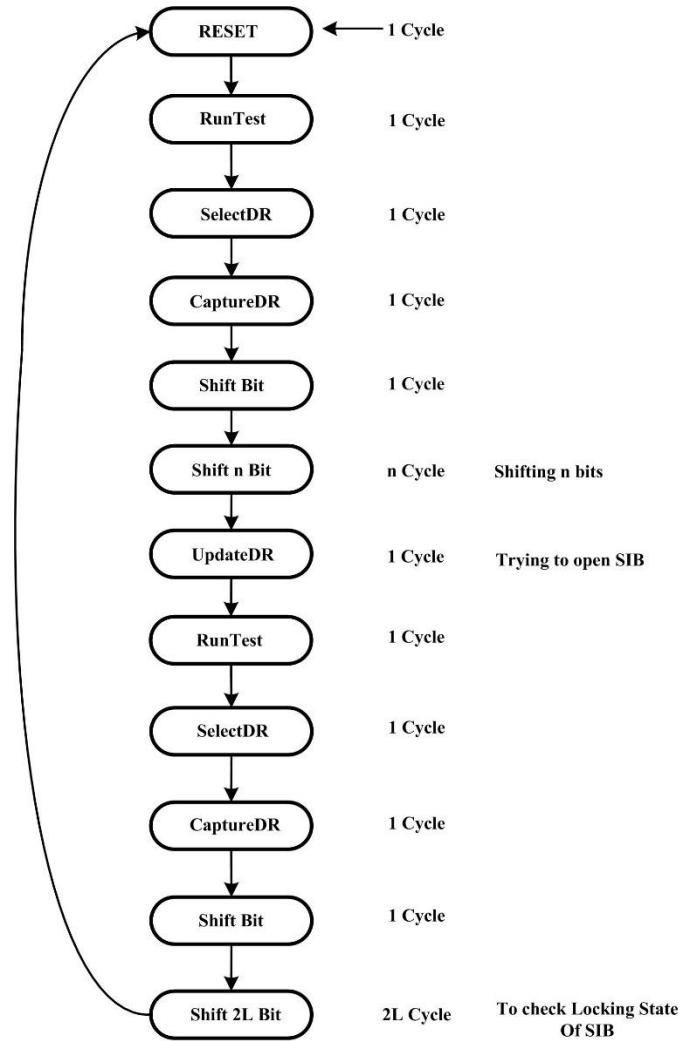 RESET
1 Cycle
RunTest
1 Cycle
SelectDR
1 Cycle
CaptureDR
1 Cycle
Shift Bit
1 Cycle
Shift n Bit
n Cycle
Shifting n bits
UpdateDR
1 Cycle
Trying to open SIB
RunTest
1 Cycle
SelectDR
1 Cycle
CaptureDR
1 Cycle
Shift Bit
1 Cycle
Shift 2L Bit
2L Cycle
To check Locking State
Of SIB